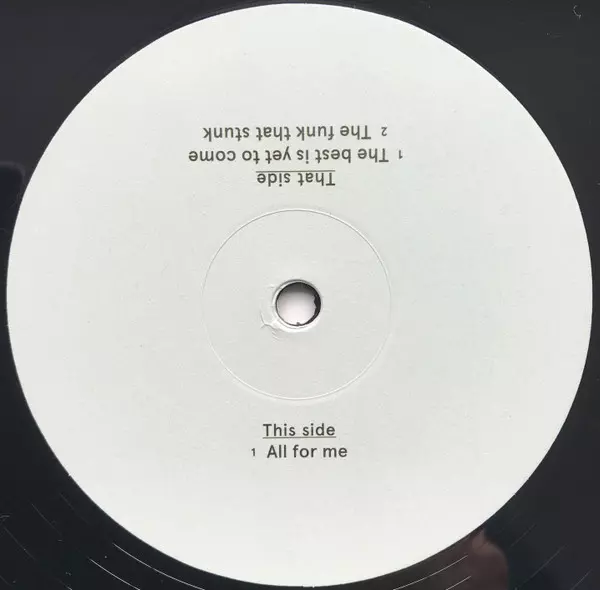 That side
1 The best is yet to come
2 The funk that stunk
This side
1 All for me